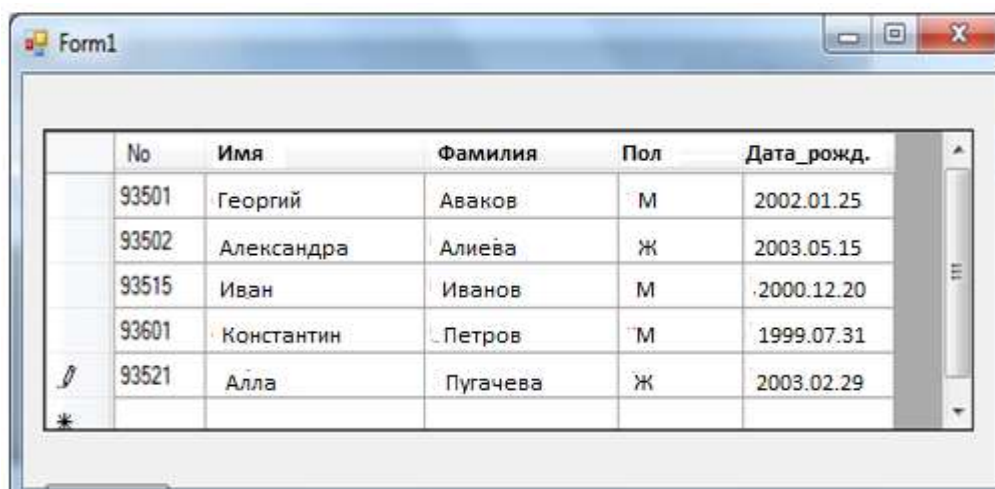 Form1
No Имя Фамилия Пол Дата_рожд.
93501 Георгий Аваков М 2002.01.25
93502 Александра Алиева Ж 2003.05.15
93515 Иван Иванов М 2000.12.20
93601 Константин Петров М 1999.07.31
93521 Алла Пугачева Ж 2003.02.29